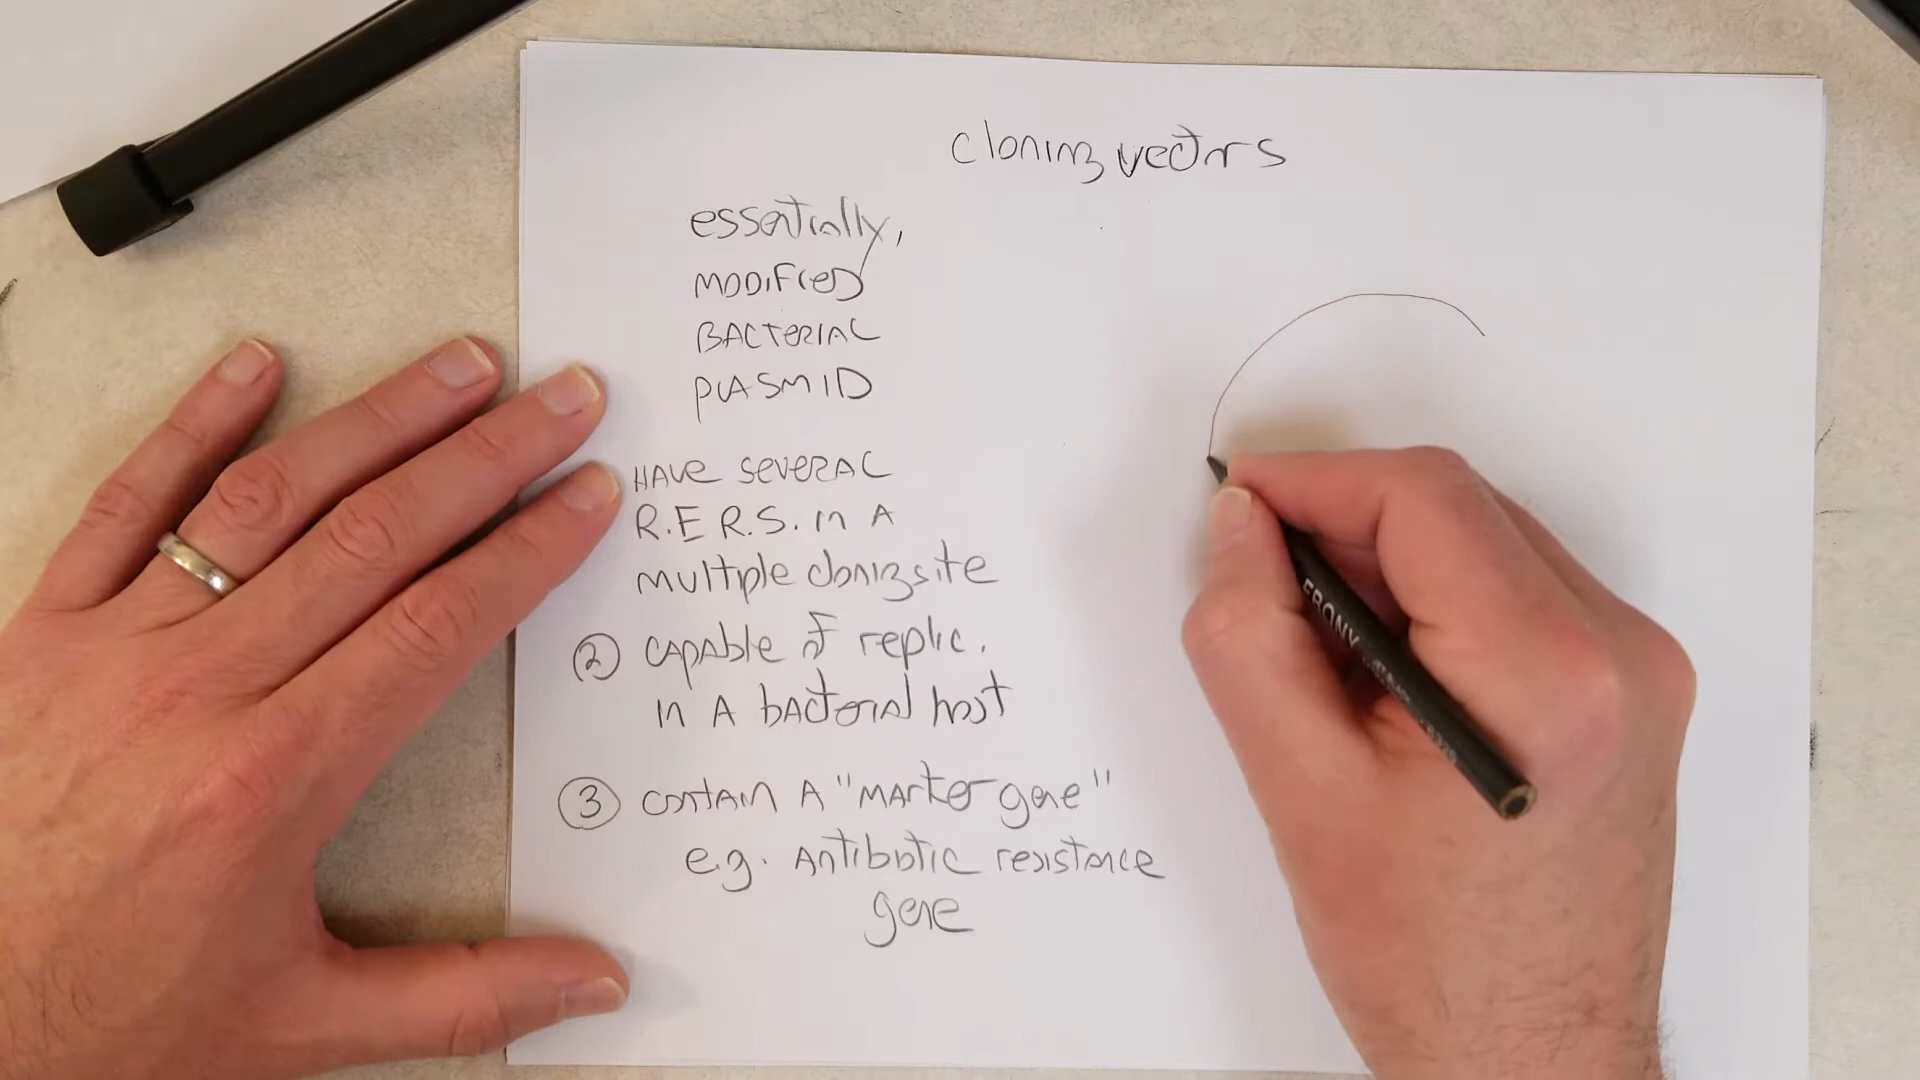 cloning vectors
essentially,
MODIFIED
BACTERIAL
PLASMID
HAVE SEVERAL
R.E R.S. in A
multiple cloning site
② capable of replic.
in A bacterial host
③ contain A "marker gene"
e.g. Antibiotic resistance
gene
EBONY